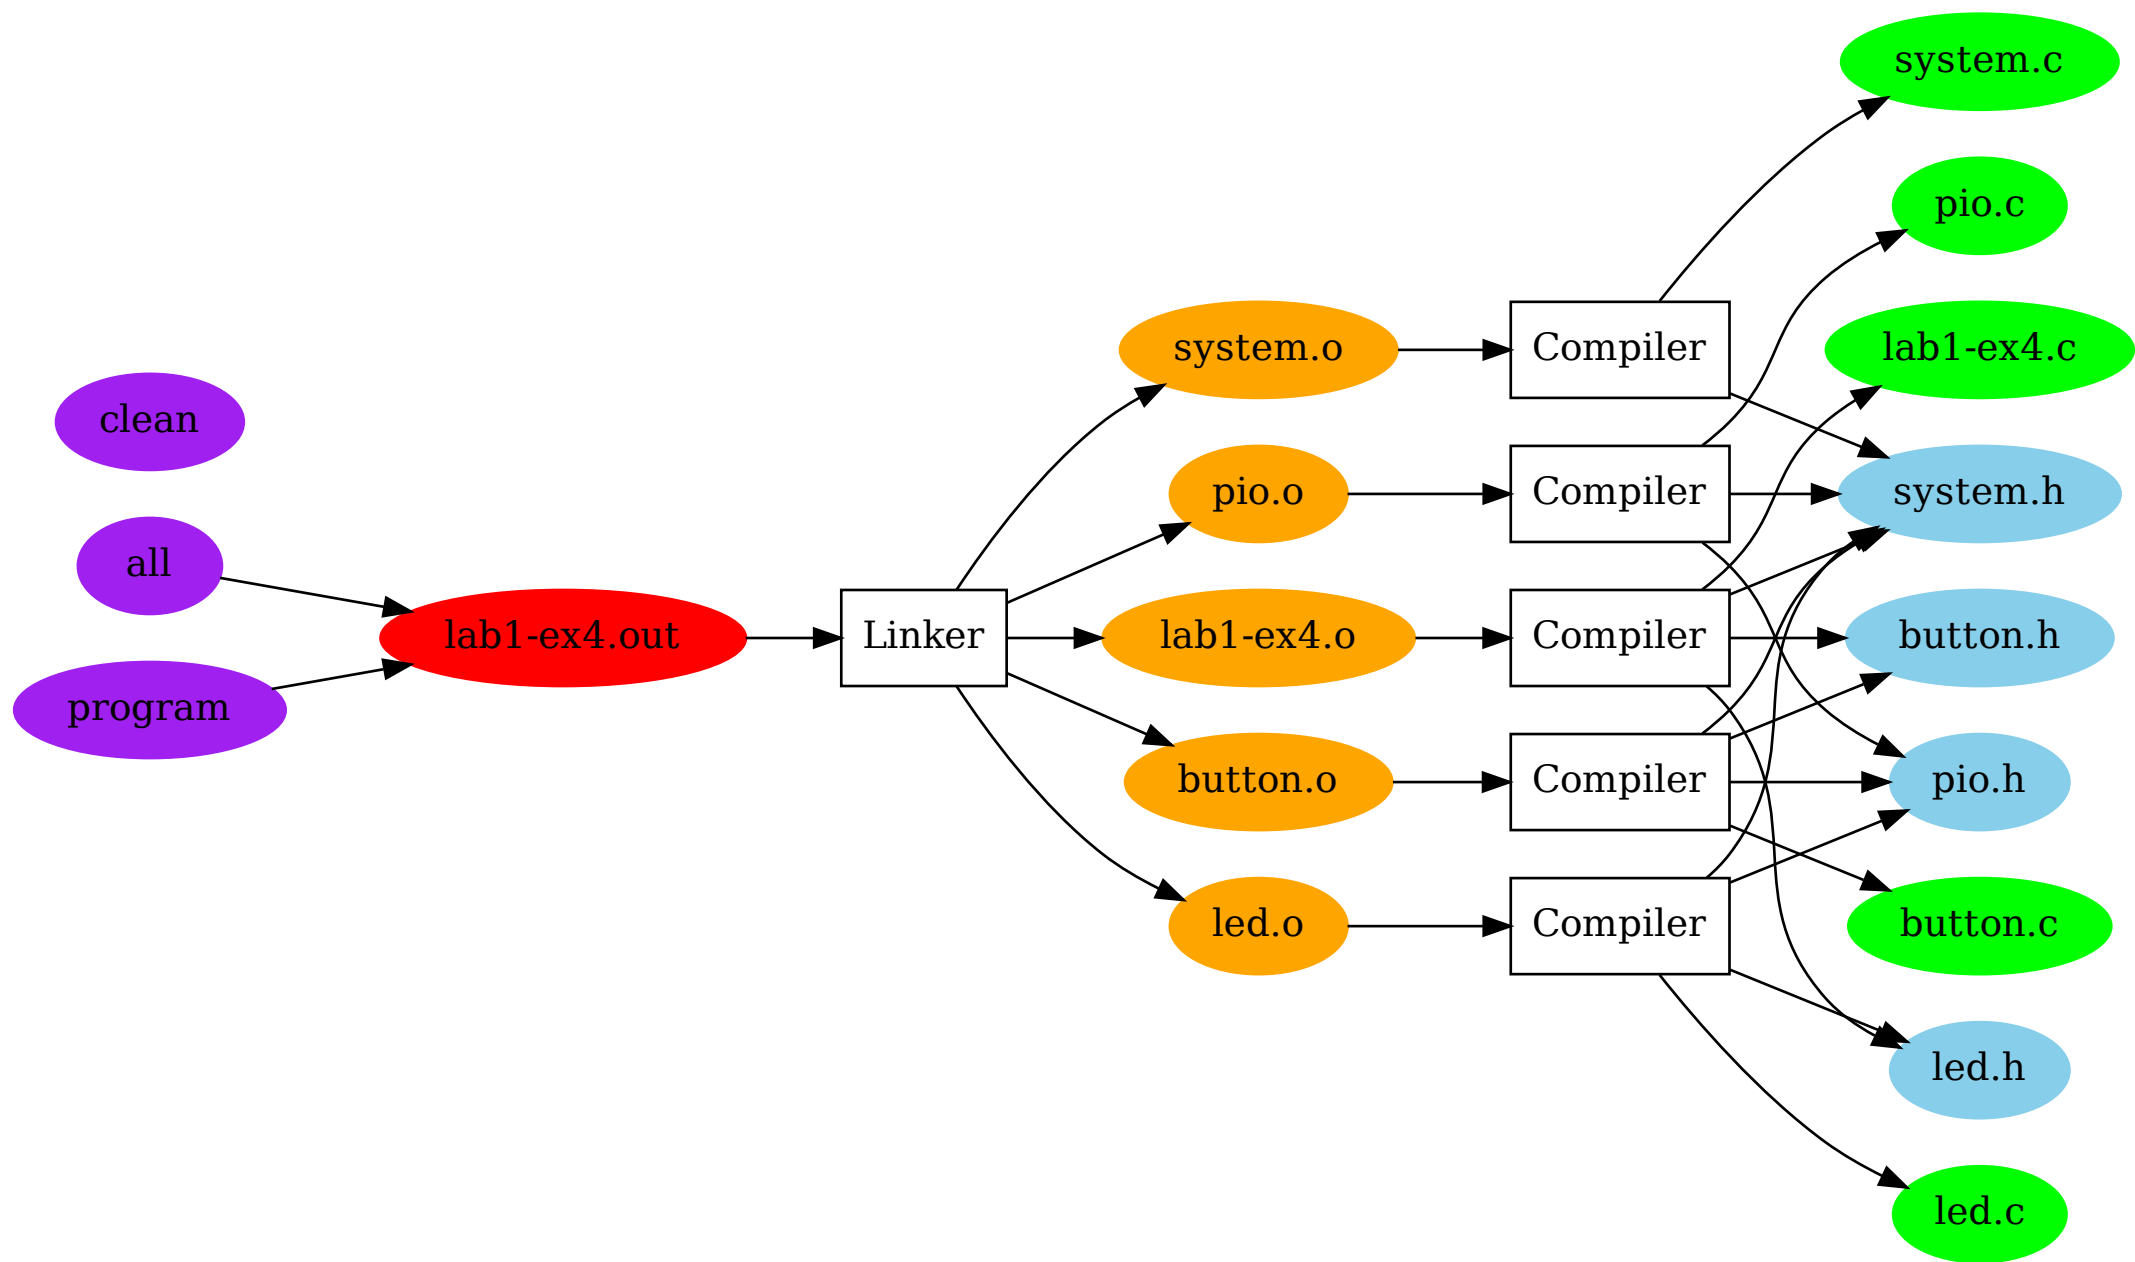 clean
all
program
lab1-ex4.out
Linker
system.o
pio.o
lab1-ex4.o
button.o
led.o
Compiler
Compiler
Compiler
Compiler
Compiler
system.c
pio.c
lab1-ex4.c
system.h
button.h
pio.h
button.c
led.h
led.c